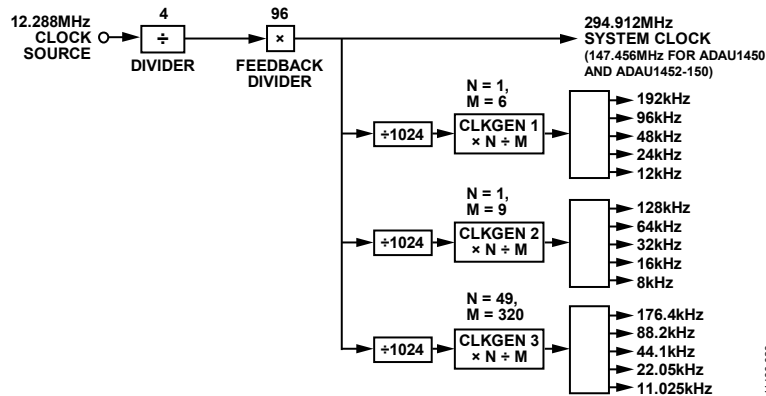 12.288MHz
CLOCK
SOURCE
4
÷
DIVIDER
96
×
FEEDBACK
DIVIDER
294.912MHz
SYSTEM CLOCK
(147.456MHz FOR ADAU1450
AND ADAU1452-150)
N = 1,
M = 6
÷1024
CLKGEN 1
× N ÷ M
192kHz
96kHz
48kHz
24kHz
12kHz
N = 1,
M = 9
÷1024
CLKGEN 2
× N ÷ M
128kHz
64kHz
32kHz
16kHz
8kHz
N = 49,
M = 320
÷1024
CLKGEN 3
× N ÷ M
176.4kHz
88.2kHz
44.1kHz
22.05kHz
11.025kHz